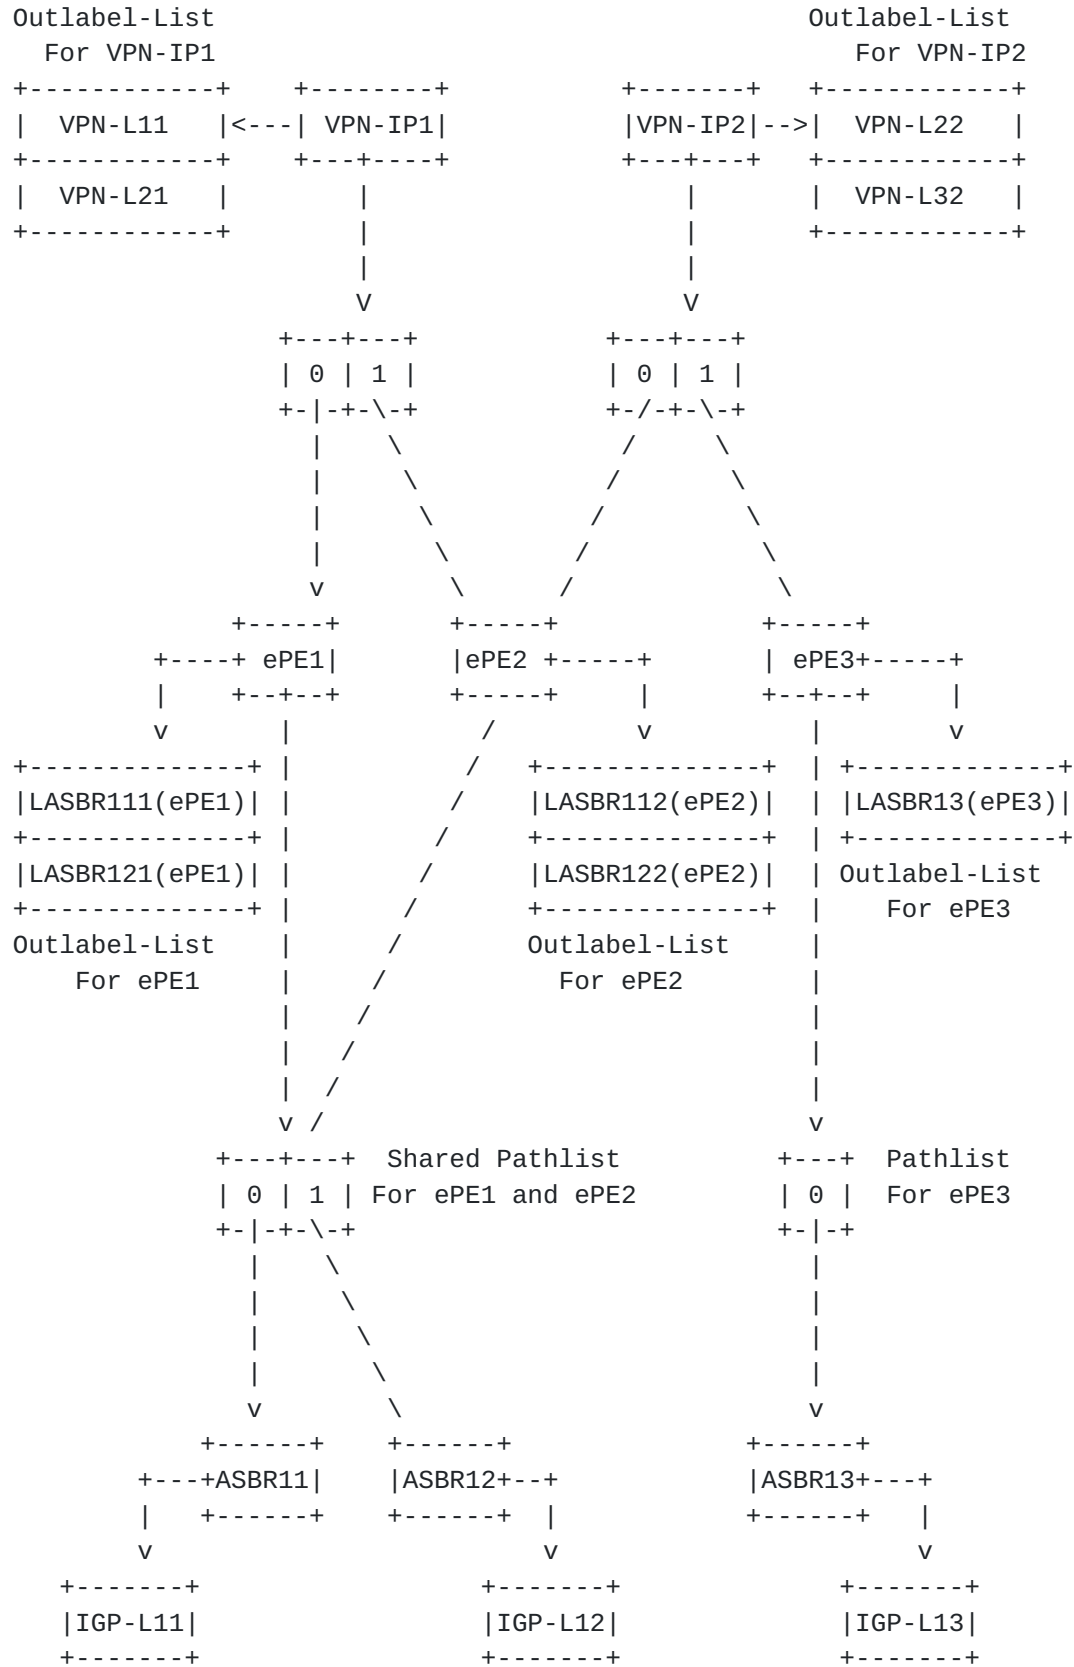 Outlabel-List                                      Outlabel-List
  For VPN-IP1                                         For VPN-IP2
+------------+    +--------+           +-------+   +------------+
|  VPN-L11   |<---| VPN-IP1|           |VPN-IP2|-->|  VPN-L22   |
+------------+    +---+----+           +---+---+   +------------+
|  VPN-L21   |        |                    |       |  VPN-L32   |
+------------+        |                    |       +------------+
                      |                    |
                      V                    V
                 +---+---+            +---+---+
                 | 0 | 1 |            | 0 | 1 |
                 +-|-+-\-+            +-/-+-\-+
                   |    \              /     \
                   |     \            /       \
                   |      \          /         \
                   |       \        /           \
                   v        \      /             \
              +-----+       +-----+             +-----+
         +----+ ePE1|       |ePE2 +-----+       | ePE3+-----+
         |    +--+--+       +-----+     |       +--+--+     |
         v       |            /         v          |        v
+--------------+ |           /   +--------------+  | +-------------+
|LASBR111(ePE1)| |          /    |LASBR112(ePE2)|  | |LASBR13(ePE3)|
+--------------+ |         /     +--------------+  | +-------------+
|LASBR121(ePE1)| |        /      |LASBR122(ePE2)|  | Outlabel-List
+--------------+ |       /       +--------------+  |    For ePE3
Outlabel-List    |      /        Outlabel-List     |
    For ePE1     |     /           For ePE2        |
                 |    /                            |
                 |   /                             |
                 |  /                              |
                 v /                               v
             +---+---+  Shared Pathlist          +---+  Pathlist
             | 0 | 1 | For ePE1 and ePE2         | 0 |  For ePE3
             +-|-+-\-+                           +-|-+
               |    \                              |
               |     \                             |
               |      \                            |
               |       \                           |
               v        \                          v
            +------+    +------+               +------+
        +---+ASBR11|    |ASBR12+--+            |ASBR13+---+
        |   +------+    +------+  |            +------+   |
        v                         v                       v
   +-------+                  +-------+              +-------+
   |IGP-L11|                  |IGP-L12|              |IGP-L13|
   +-------+                  +-------+              +-------+